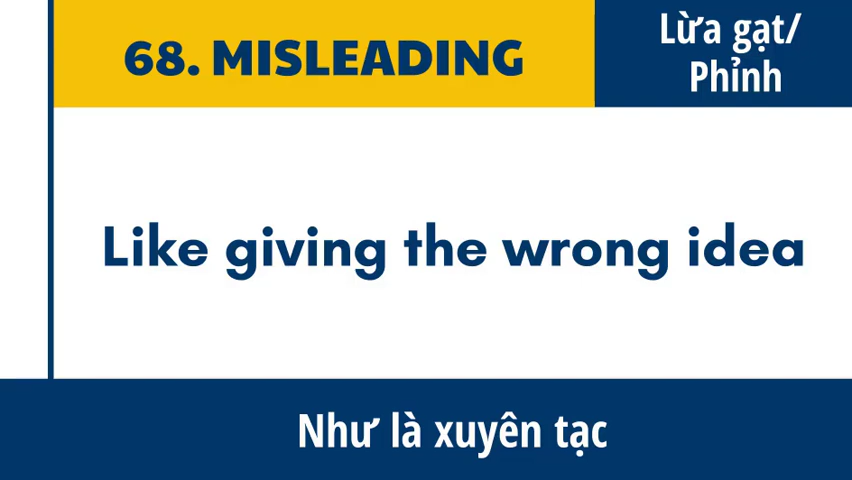 68. MISLEADING
Lừa gạt/
Phỉnh
Like giving the wrong idea
Như là xuyên tạc